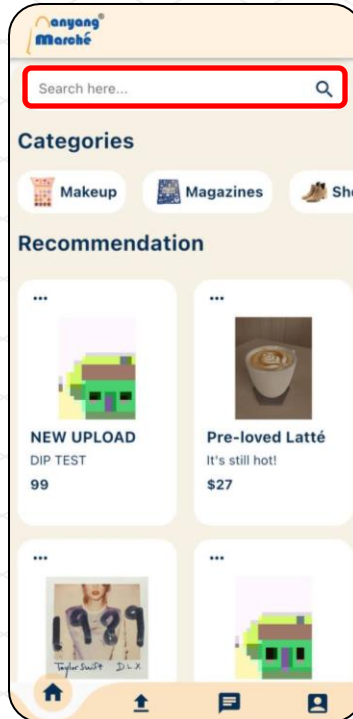 Nanyang®
Marché
Search here...
Categories
Makeup
Magazines
Sh
Recommendation
...
...
NEW UPLOAD
Pre-loved Latté
DIP TEST
It's still hot!
99
$27
...
...
1989
Taylor Swift D.L.X.